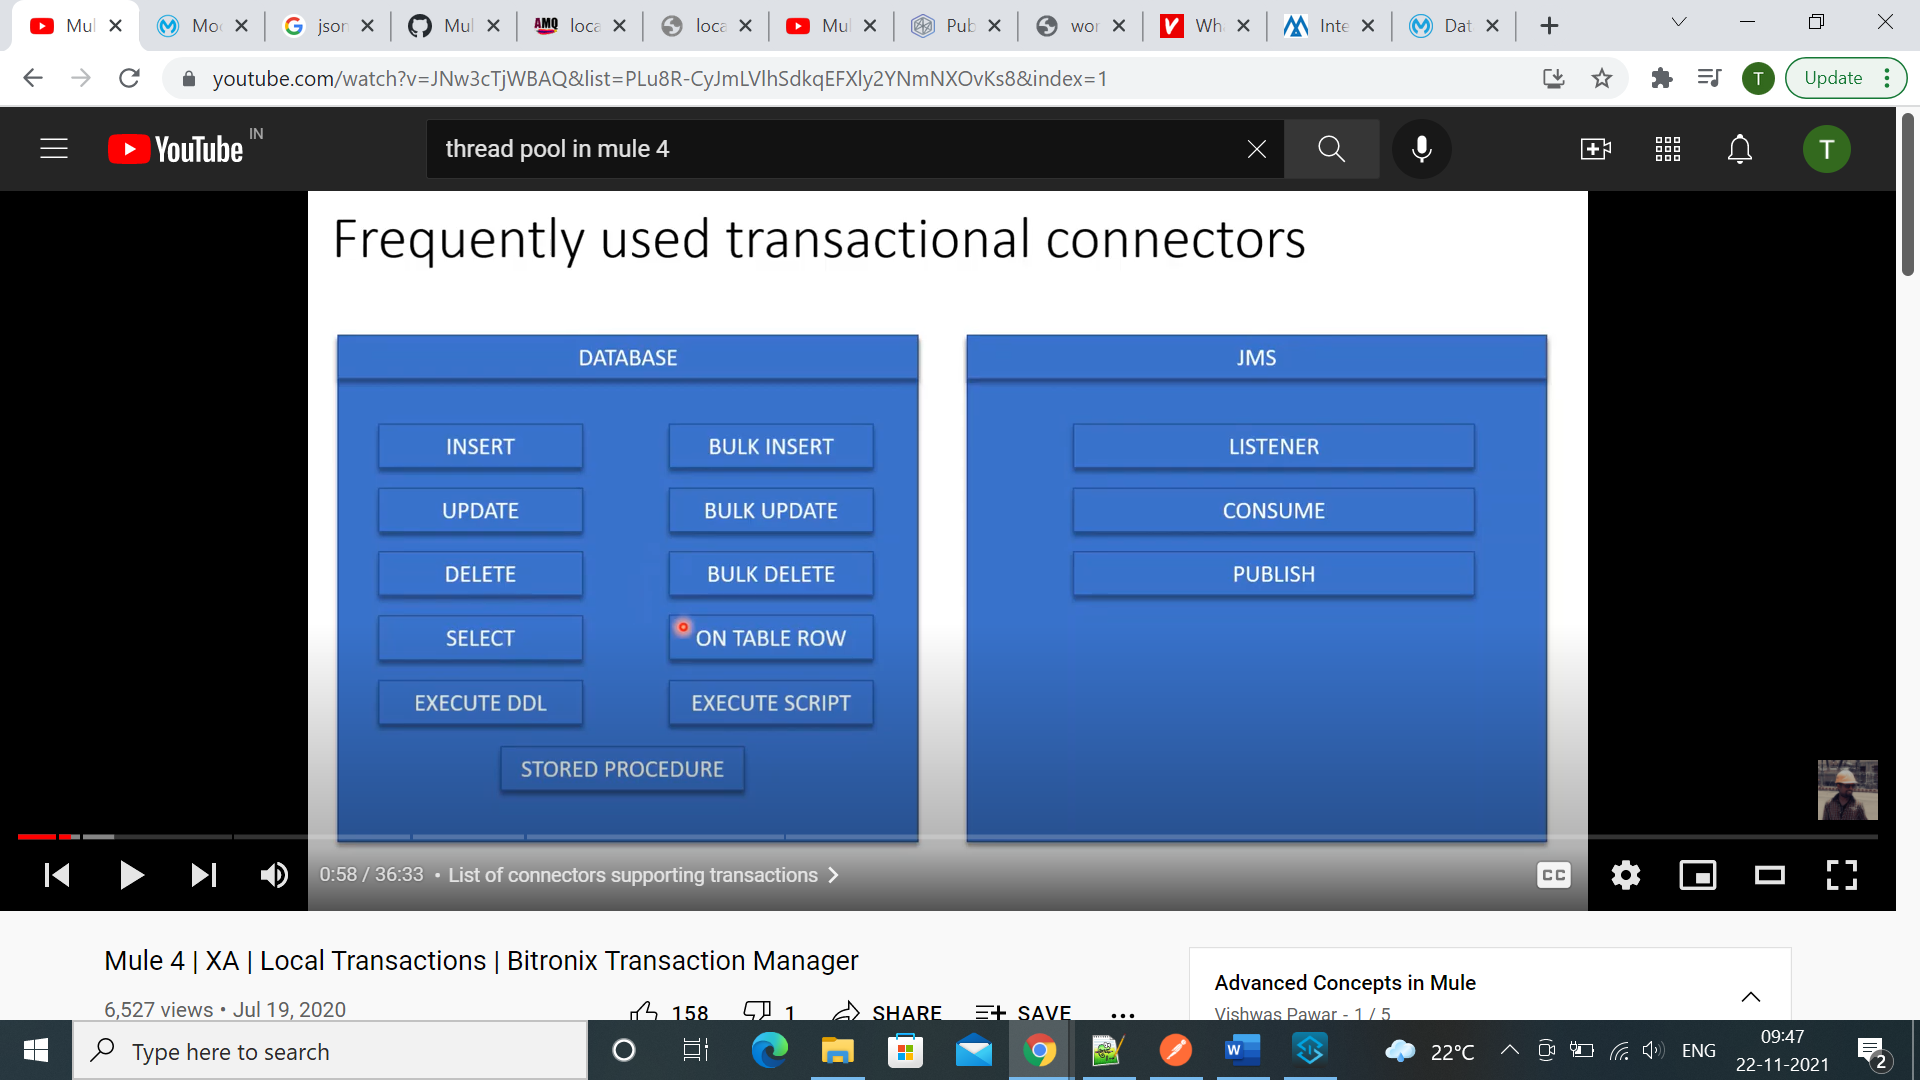 Mul
Moc
json
Mul
AMQ loca
loca
Mul
Pub
wor
Wh
Inte
Dat
youtube.com/watch?v=JNw3cTjWBAQ&list=PLu8R-CyJmLVlhSdkqEFXly2YNmNXOvKs8&index=1
T
Update
YouTube IN
thread pool in mule 4
T
Frequently used transactional connectors
DATABASE
INSERT BULK INSERT
UPDATE BULK UPDATE
DELETE BULK DELETE
SELECT ON TABLE ROW
EXECUTE DDL EXECUTE SCRIPT
STORED PROCEDURE
JMS
LISTENER
CONSUME
PUBLISH
0:58 / 36:33 • List of connectors supporting transactions
CC
Mule 4 | XA | Local Transactions | Bitronix Transaction Manager
6,527 views • Jul 19, 2020
158 1 SHARE SAVE
Advanced Concepts in Mule
Vishwas Pawar - 1 / 5
Type here to search
22°C
ENG
09:47
22-11-2021
2